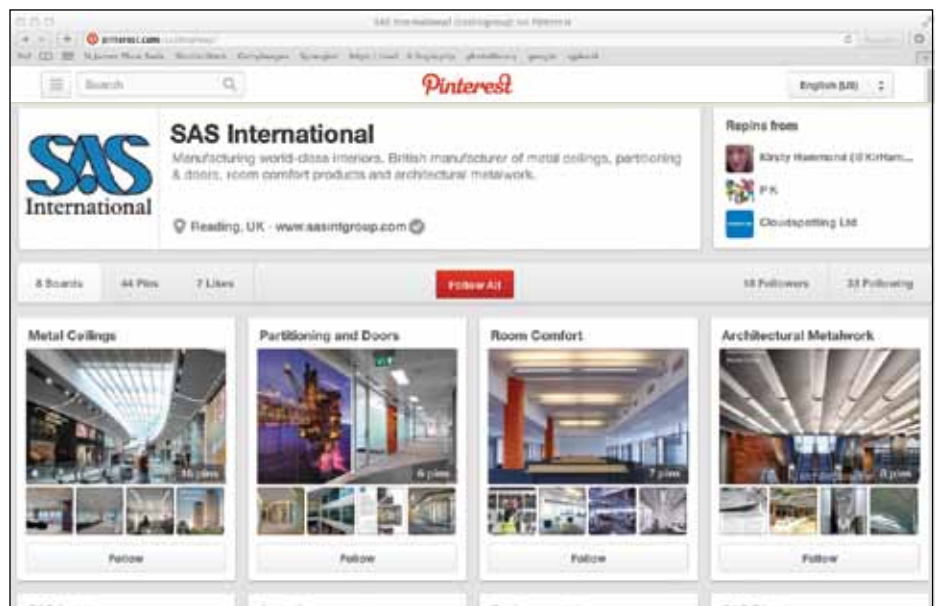 SAS International on Pinterest
pinterest.com
Search
Pinterest
English (US)
SAS
International
SAS International
Manufacturing world-class interiors. British manufacturer of metal ceilings, partitioning
& doors, room comfort products and architectural metalwork.
Reading, UK · www.sasintgroup.com
Repins from
Kirsty Hammond (@KirHam...
P K
Cloudspotting Ltd
8 Boards
44 Pins
7 Likes
Follow All
18 Followers
33 Following
Metal Ceilings
16 pins
Follow
Partitioning and Doors
6 pins
Follow
Room Comfort
7 pins
Follow
Architectural Metalwork
8 pins
Follow